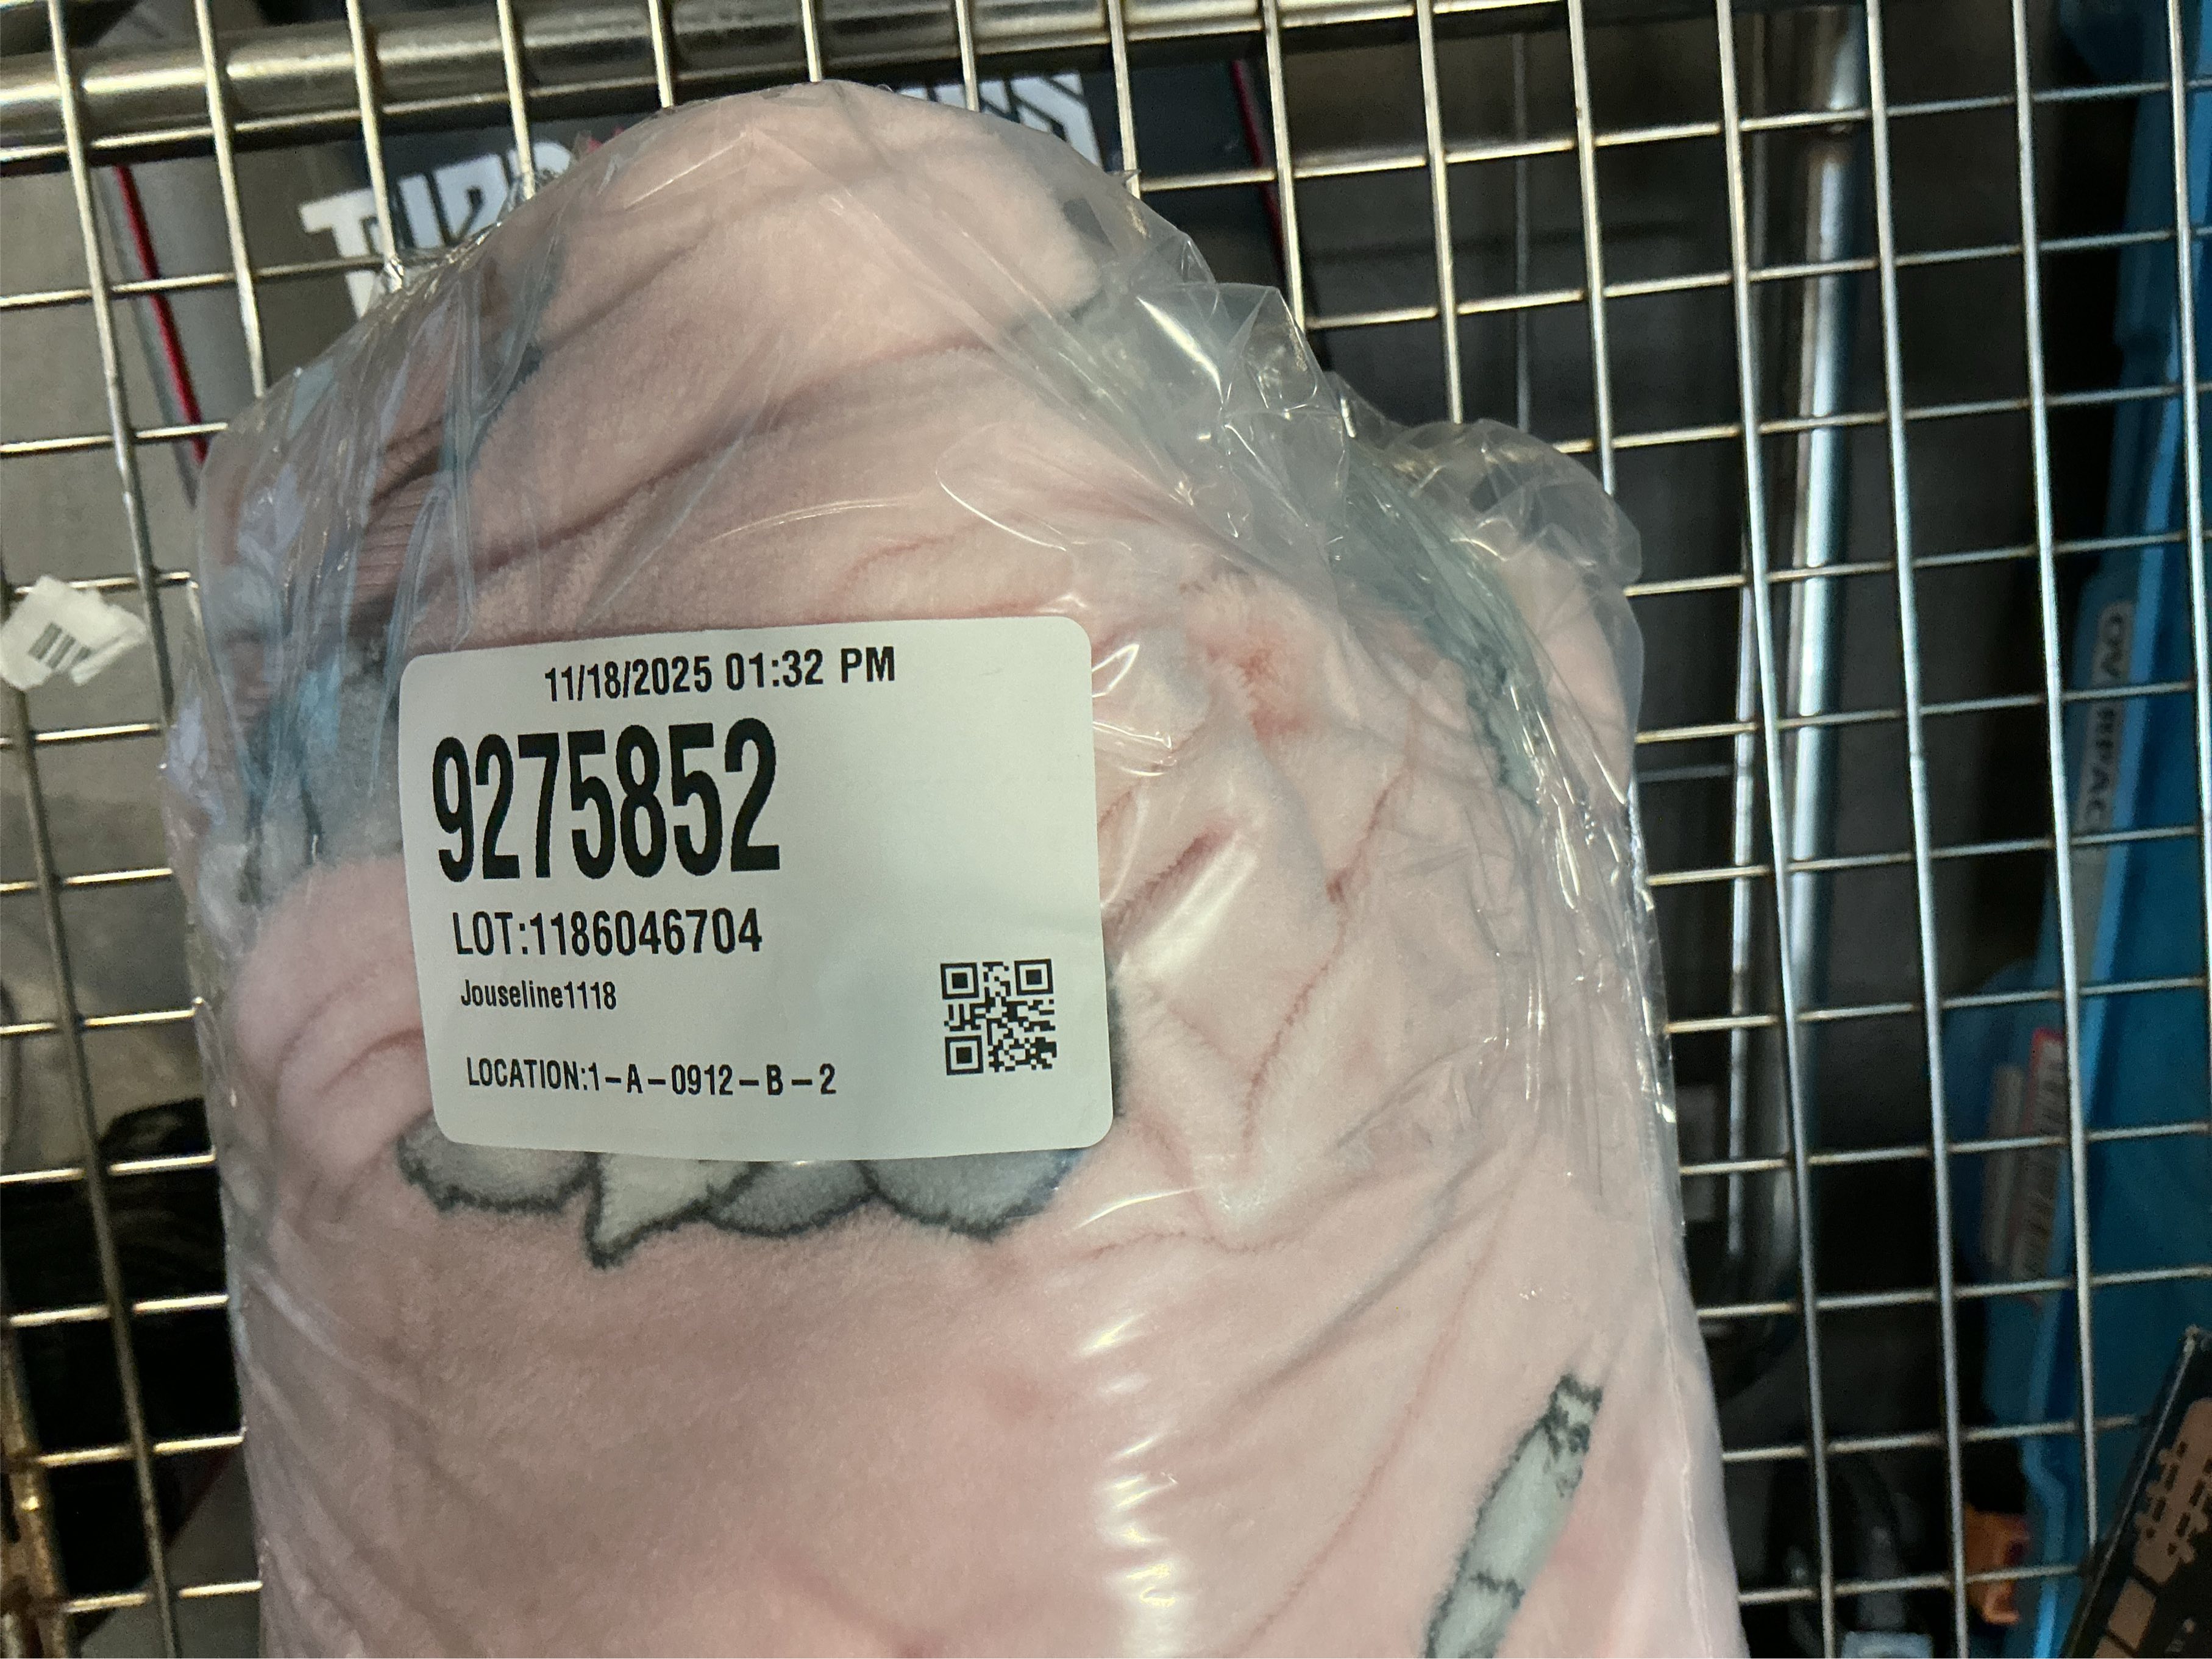 11/18/2025 01:32 PM
9275852
LOT:1186046704
Jouseline1118
LOCATION:1-A-0912-B-2